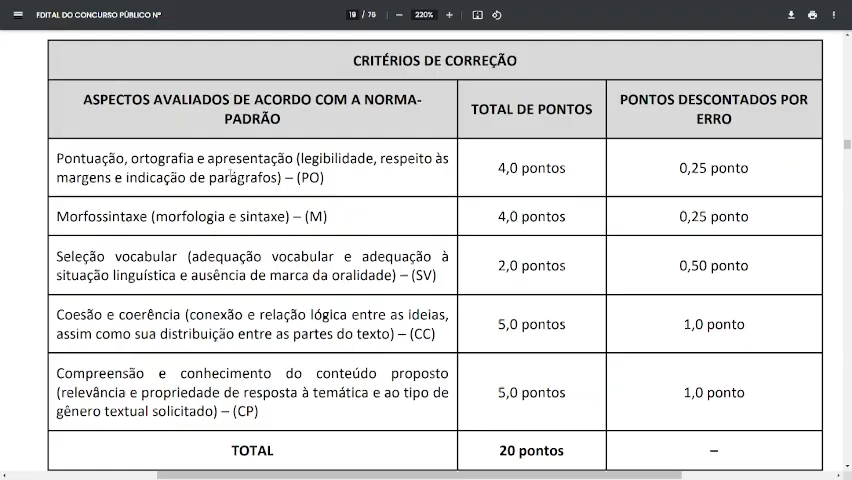 EDITAL DO CONCURSO PÚBLICO Nº
19 / 76
220%
CRITÉRIOS DE CORREÇÃO
ASPECTOS AVALIADOS DE ACORDO COM A NORMA-
PADRÃO
TOTAL DE PONTOS
PONTOS DESCONTADOS POR
ERRO
Pontuação, ortografia e apresentação (legibilidade, respeito às
margens e indicação de parágrafos) – (PO)
4,0 pontos
0,25 ponto
Morfossintaxe (morfologia e sintaxe) – (M)
4,0 pontos
0,25 ponto
Seleção vocabular (adequação vocabular e adequação à
situação linguística e ausência de marca da oralidade) – (SV)
2,0 pontos
0,50 ponto
Coesão e coerência (conexão e relação lógica entre as ideias,
assim como sua distribuição entre as partes do texto) – (CC)
5,0 pontos
1,0 ponto
Compreensão e conhecimento do conteúdo proposto
(relevância e propriedade de resposta à temática e ao tipo de
gênero textual solicitado) – (CP)
5,0 pontos
1,0 ponto
TOTAL
20 pontos
–